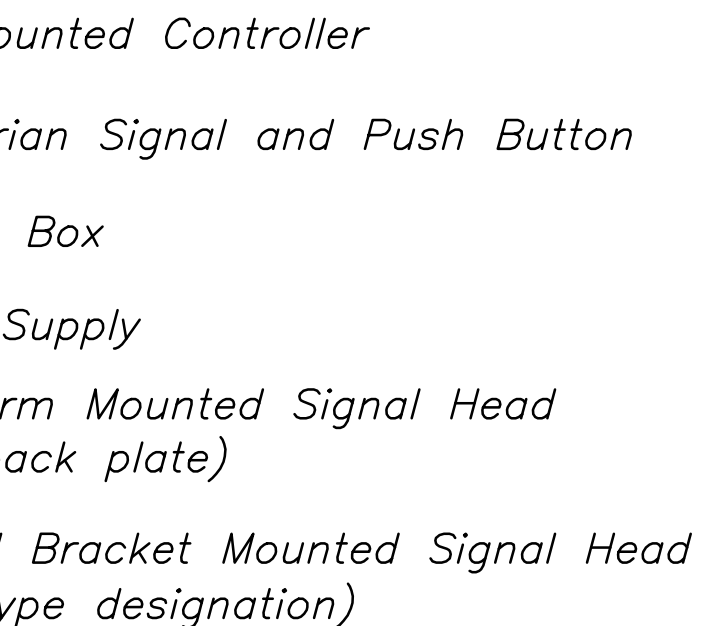 ounted Controller
rian Signal and Push Button
Box
Supply
rm Mounted Signal Head
ack plate)
Bracket Mounted Signal Head
ype designation)